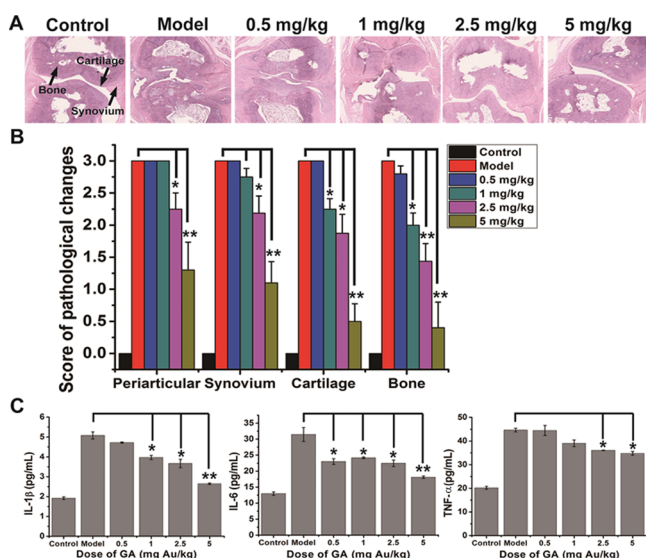 A
Control Model 0.5 mg/kg 1 mg/kg 2.5 mg/kg 5 mg/kg
Cartilage
Bone
Synovium
B
Score of pathological changes
3.0
2.5
2.0
1.5
1.0
0.5
0.0
* ** * ** * * ** * ** **
Control
Model
0.5 mg/kg
1 mg/kg
2.5 mg/kg
5 mg/kg
Periarticular Synovium Cartilage Bone
C
IL-1β(pg/mL)
6
5
4
3
2
1
0
* * **
Control Model 0.5 1 2.5 5
Dose of GA (mg Au/kg)
IL-6(pg/mL)
36
30
24
18
12
6
0
* * * **
Control Model 0.5 1 2.5 5
Dose of GA (mg Au/kg)
TNF-α(pg/mL)
50
40
30
20
10
0
* *
Control Model 0.5 1 2.5 5
Dose of GA (mg Au/kg)